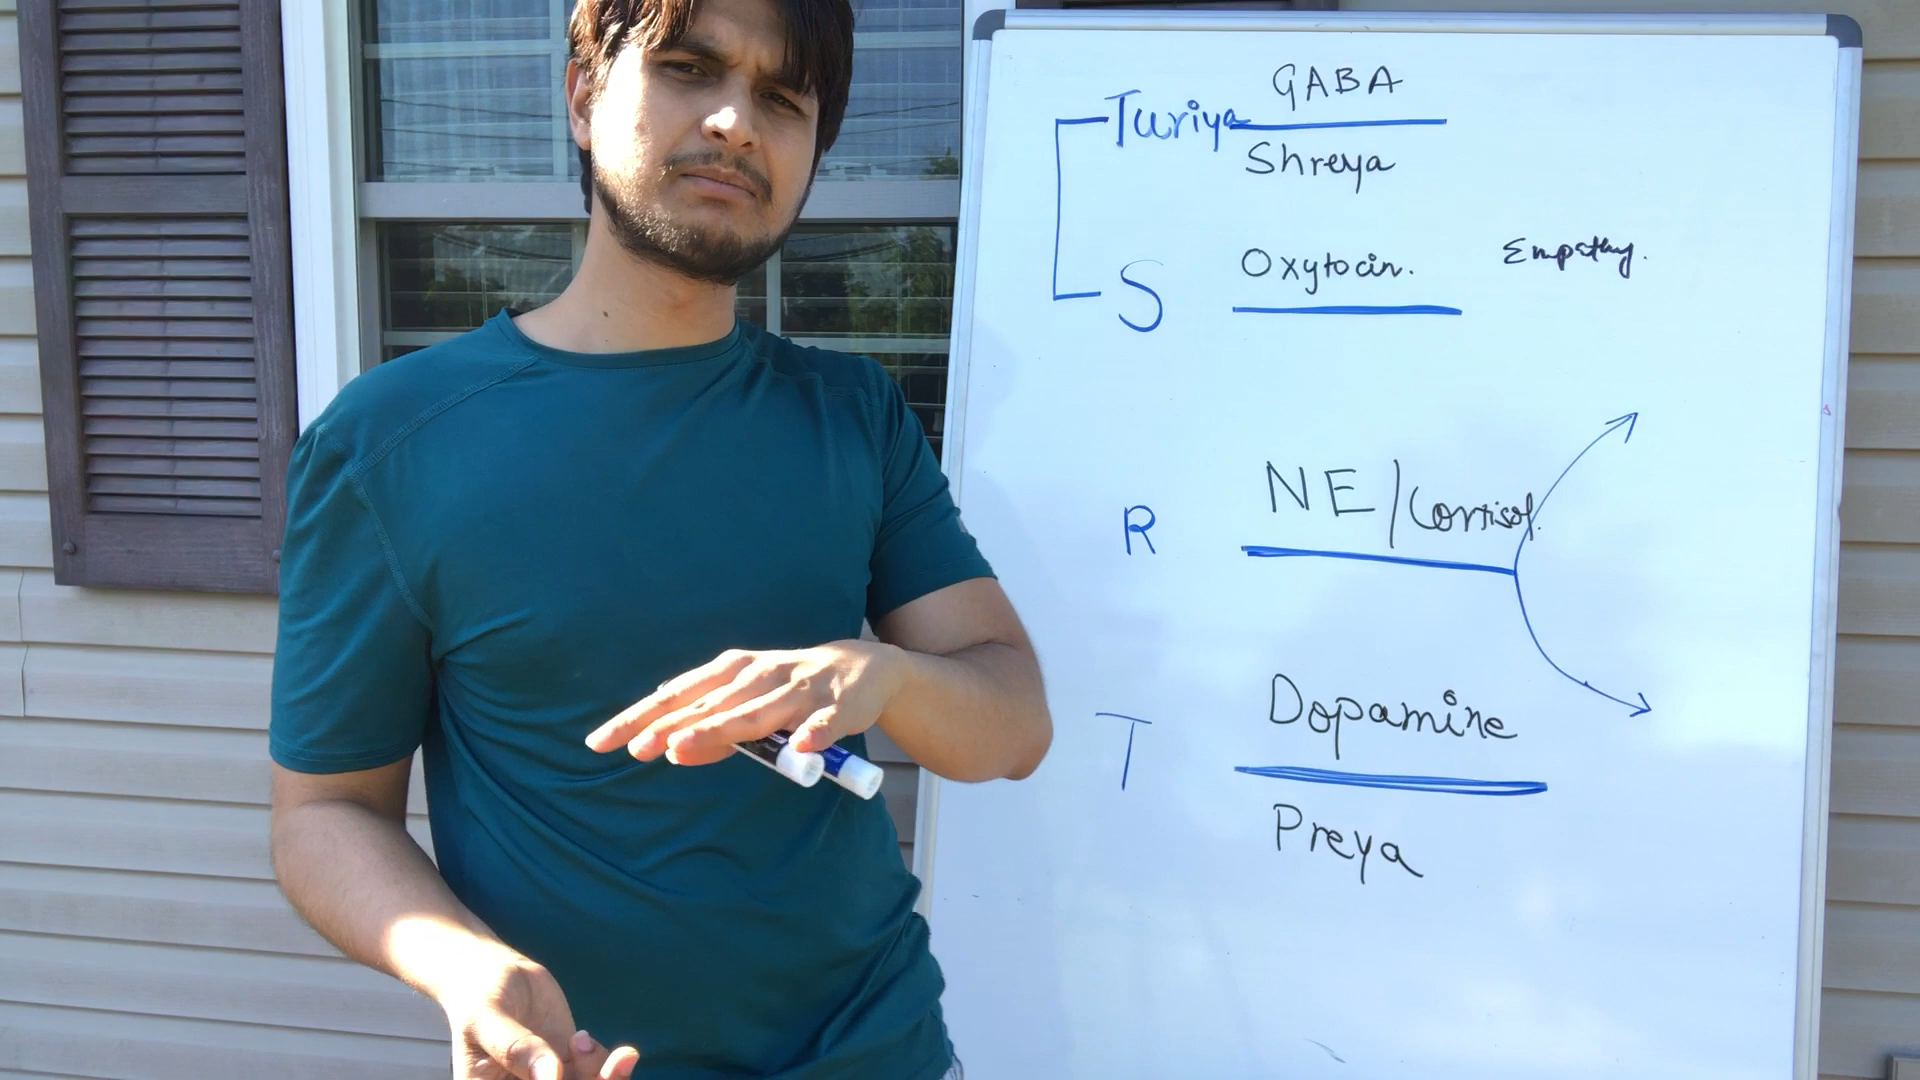 GABA
Turiya
Shreya
S Oxytocin. Empathy.
R NE/Cortisol.
T Dopamine
Preya